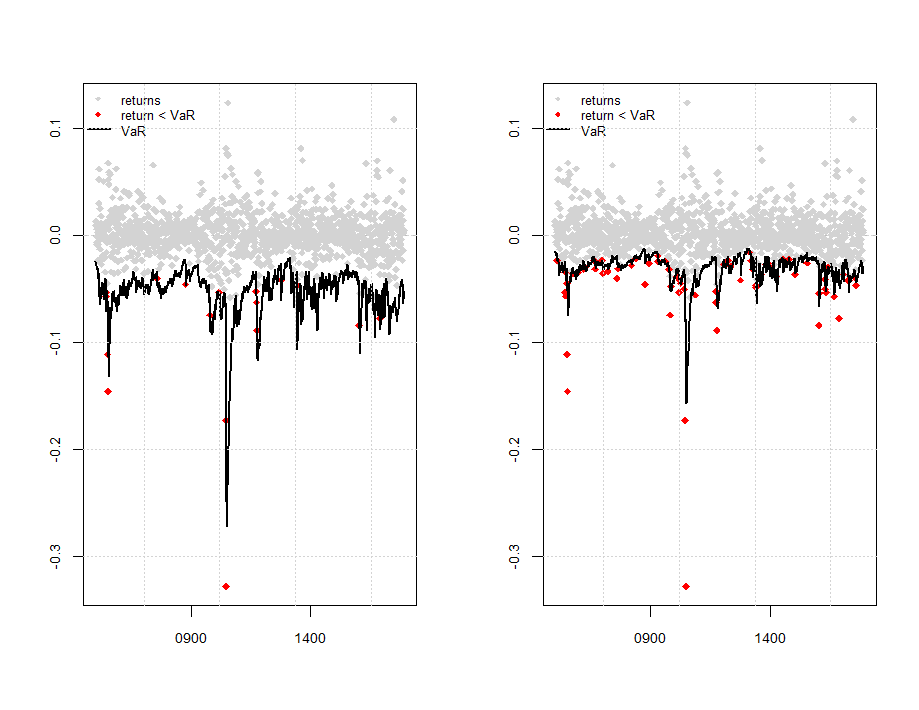 returns
return < VaR
VaR
0.1
0.0
-0.1
-0.2
-0.3
0900
1400
returns
return < VaR
VaR
0.1
0.0
-0.1
-0.2
-0.3
0900
1400